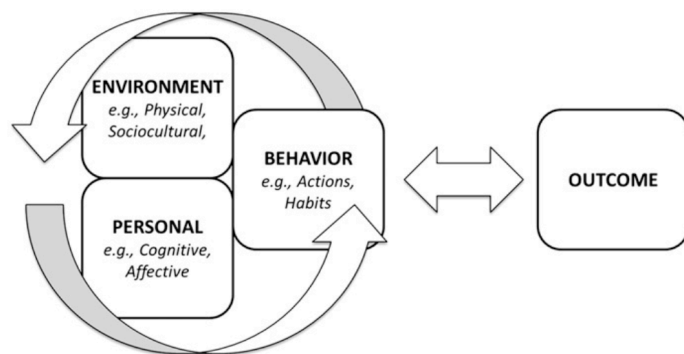 ENVIRONMENT
e.g., Physical,
Sociocultural,
BEHAVIOR
e.g., Actions,
Habits
PERSONAL
e.g., Cognitive,
Affective
OUTCOME